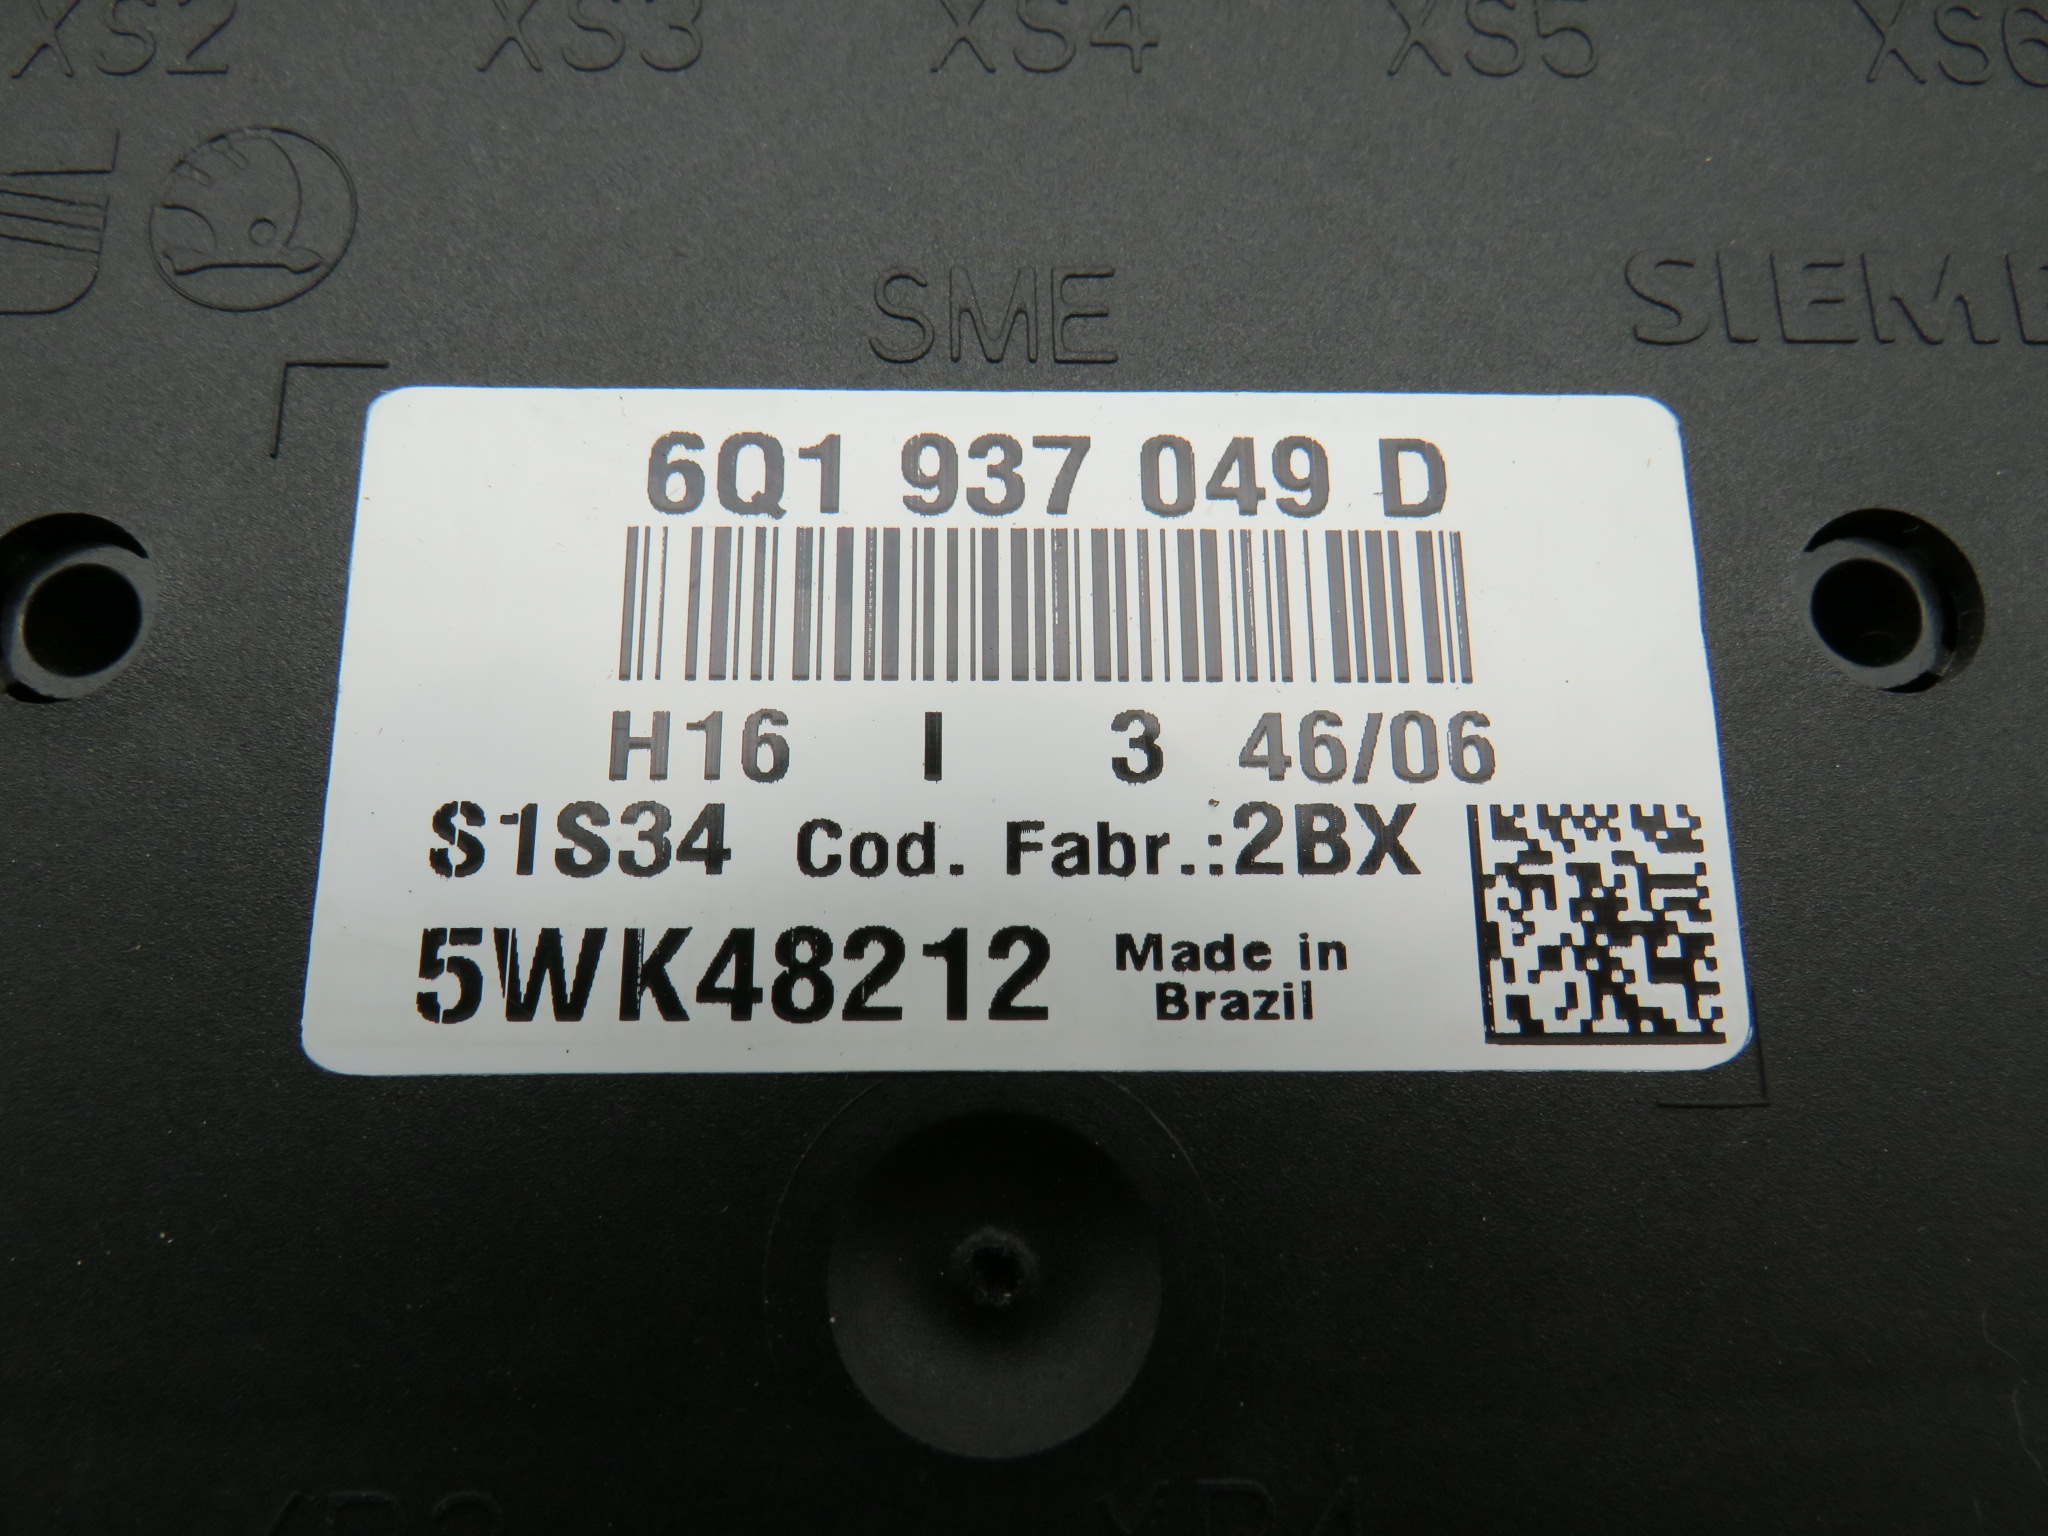 XS2 XS3 XS4 XS5 XS6
SME
6Q1 937 049 D
H16 I 3 46/06
S1S34 Cod. Fabr.:2BX
5WK48212 Made in
Brazil